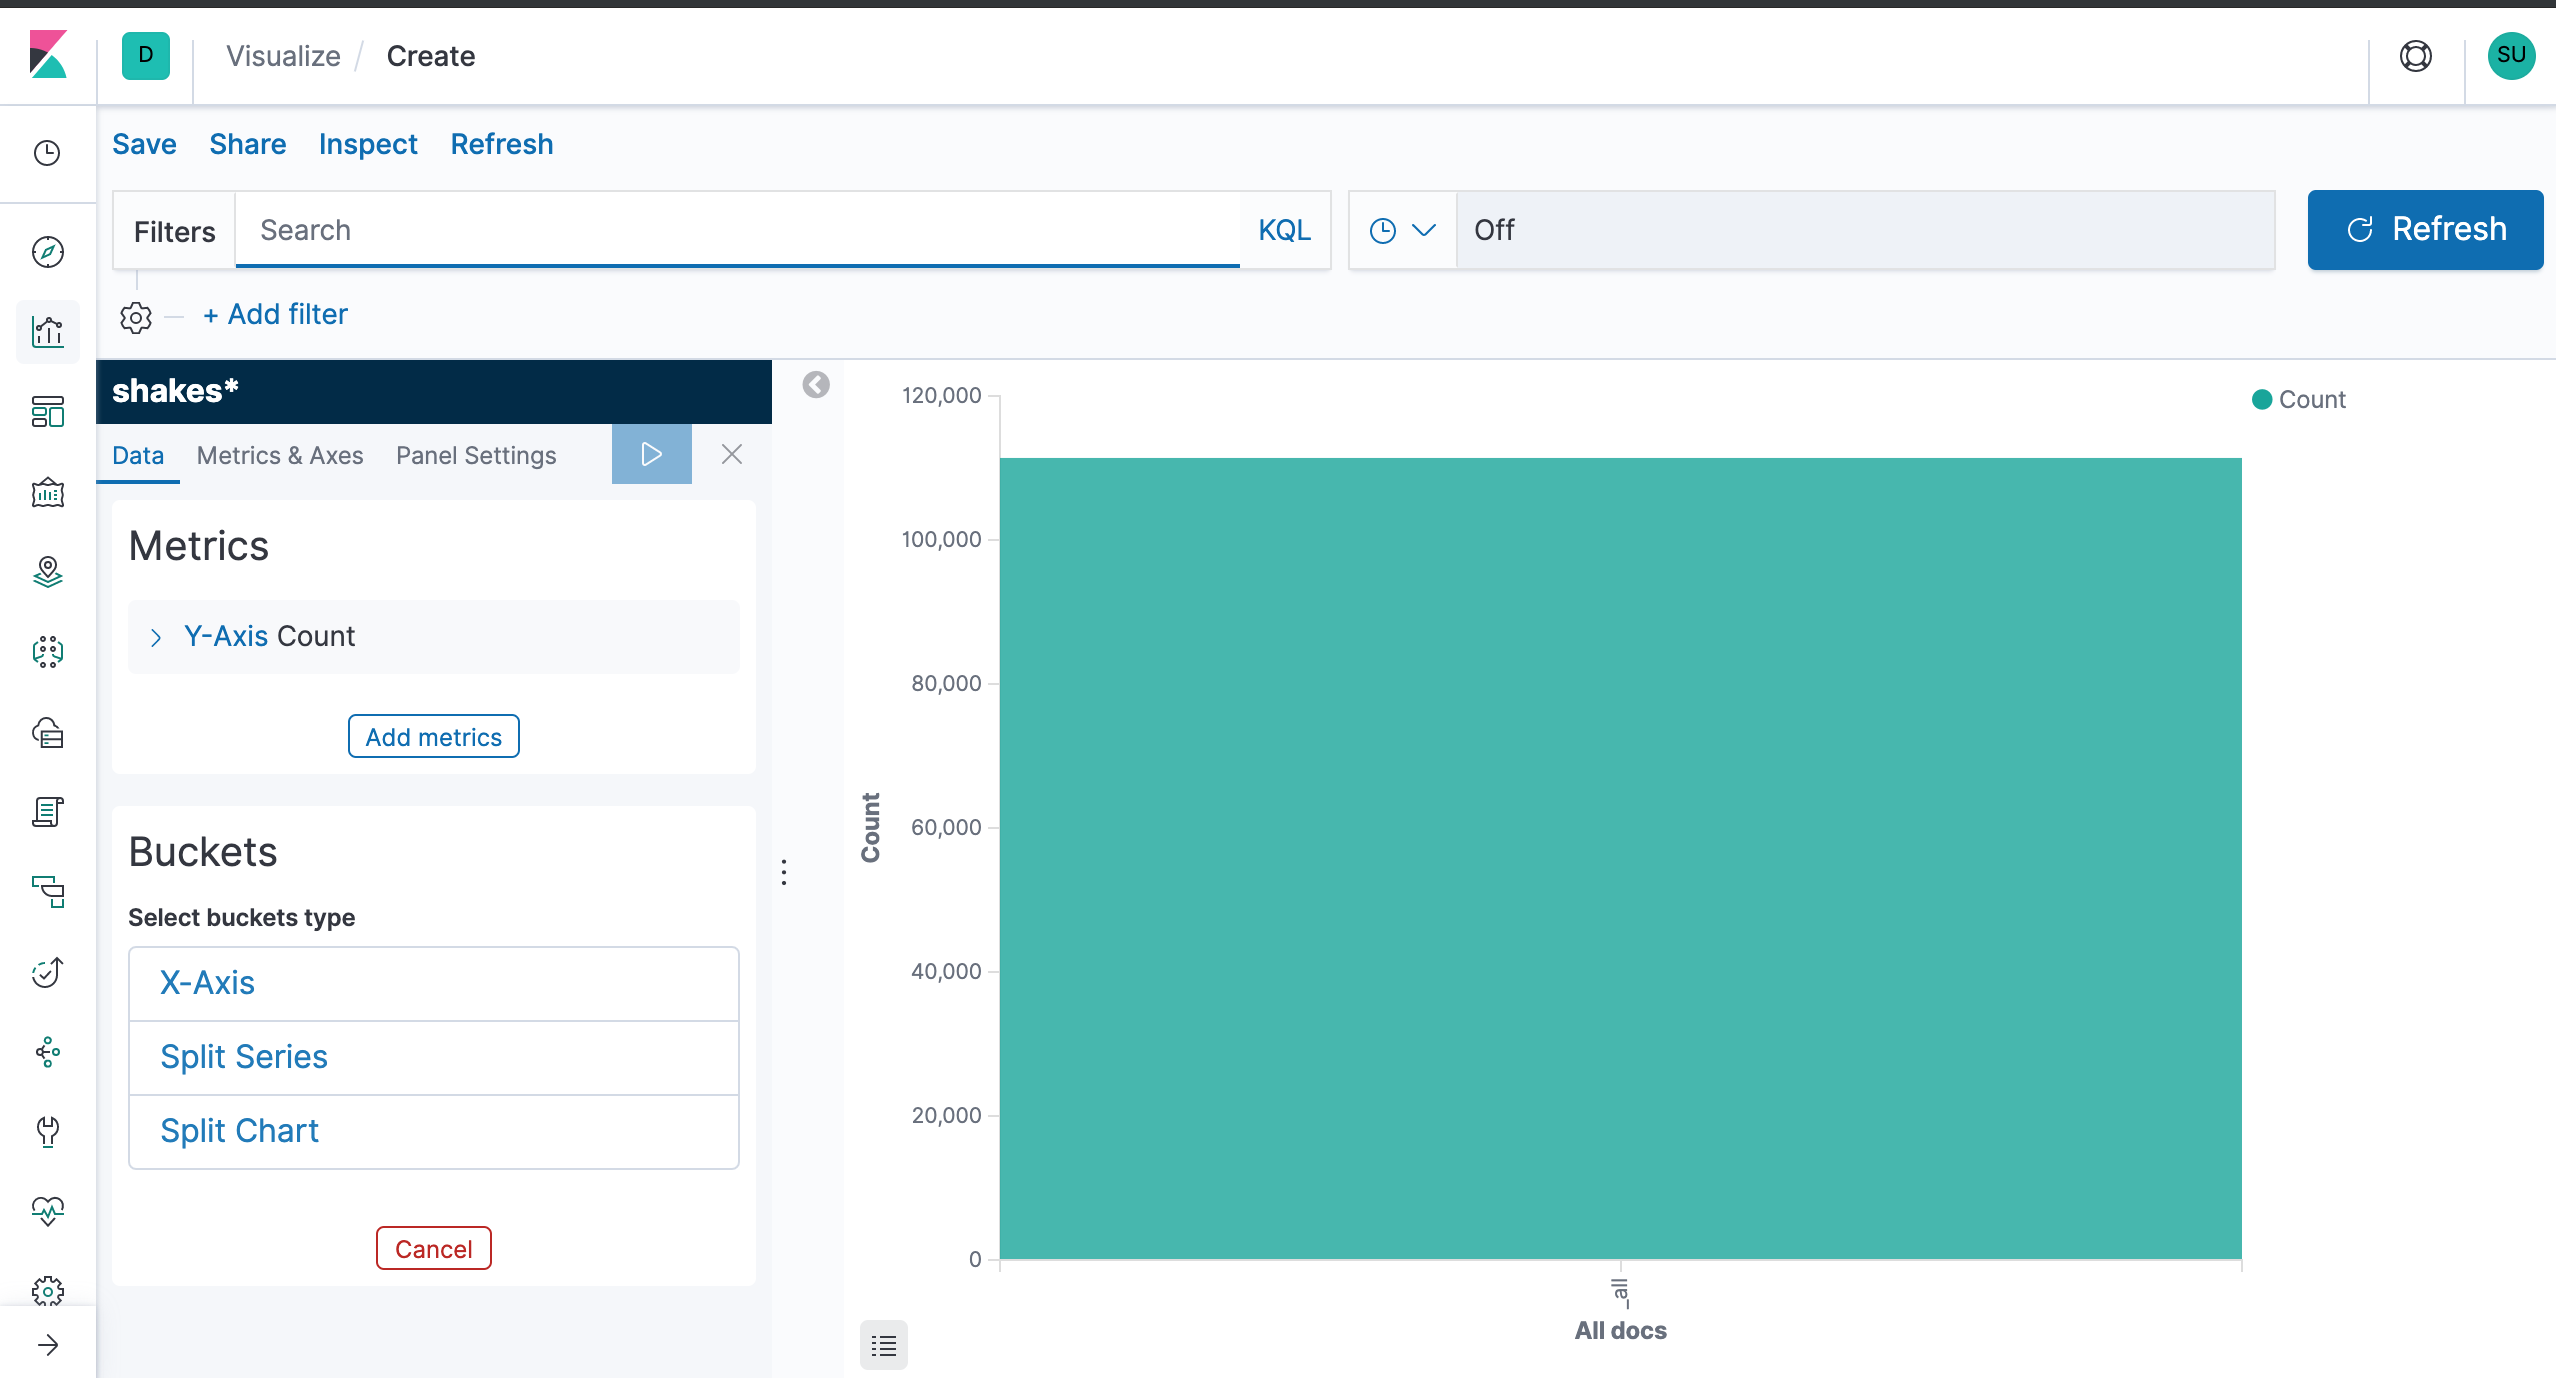 D
Visualize / Create
SU
Save Share Inspect Refresh
Filters Search KQL Off Refresh
+ Add filter
shakes*
Data Metrics & Axes Panel Settings
Metrics
Y-Axis Count
Add metrics
Buckets
Select buckets type
X-Axis
Split Series
Split Chart
Cancel
120,000
100,000
80,000
60,000
40,000
20,000
0
Count
_all
All docs
Count